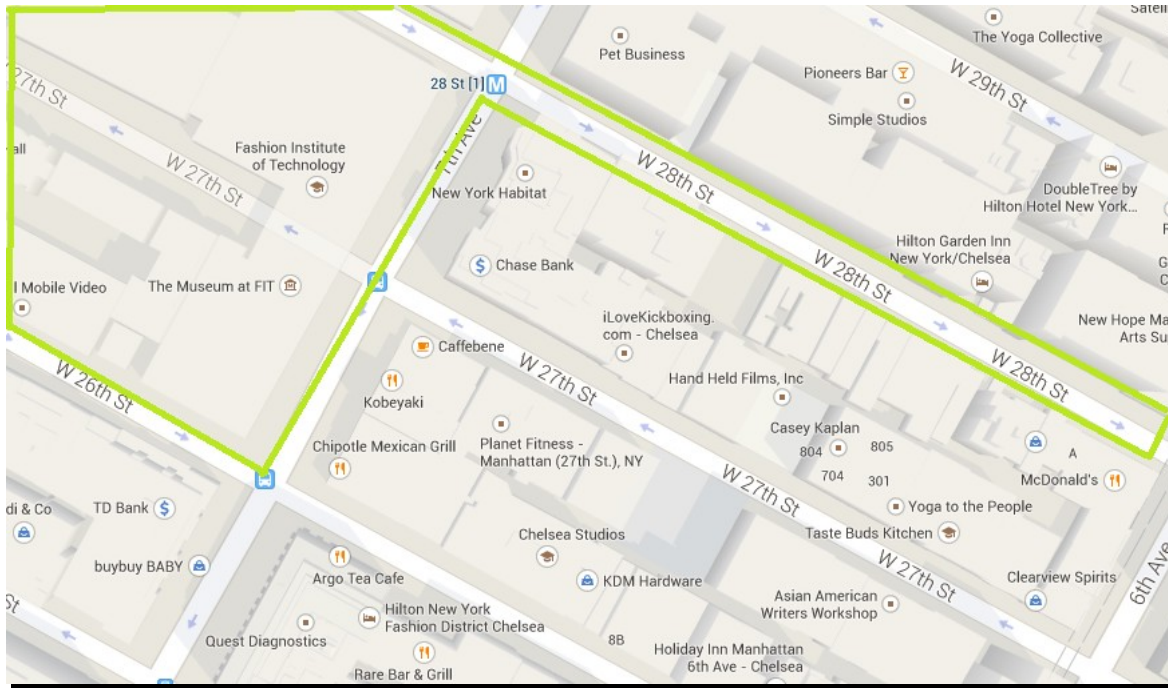 Satell
The Yoga Collective
Pet Business
Pioneers Bar
W 29th St
28 St [1] M
Simple Studios
27th St
7th Ave
all
Fashion Institute
of Technology
W 28th St
W 27th St
New York Habitat
DoubleTree by
Hilton Hotel New York...
F
Hilton Garden Inn
New York/Chelsea
G
C
W 28th St
$ Chase Bank
l Mobile Video
The Museum at FIT
iLoveKickboxing.
com - Chelsea
New Hope Ma
Arts Su
Caffebene
W 28th St
W 27th St
Hand Held Films, Inc
W 26th St
Kobeyaki
Casey Kaplan
804
805
A
Chipotle Mexican Grill
Planet Fitness -
Manhattan (27th St.), NY
704
301
McDonald's
W 27th St
di & Co
TD Bank $
Yoga to the People
Chelsea Studios
Taste Buds Kitchen
buybuy BABY
Argo Tea Cafe
KDM Hardware
W 27th St
Clearview Spirits
6th Ave
St
Hilton New York
Fashion District Chelsea
Asian American
Writers Workshop
Quest Diagnostics
8B
Holiday Inn Manhattan
6th Ave - Chelsea
Rare Bar & Grill